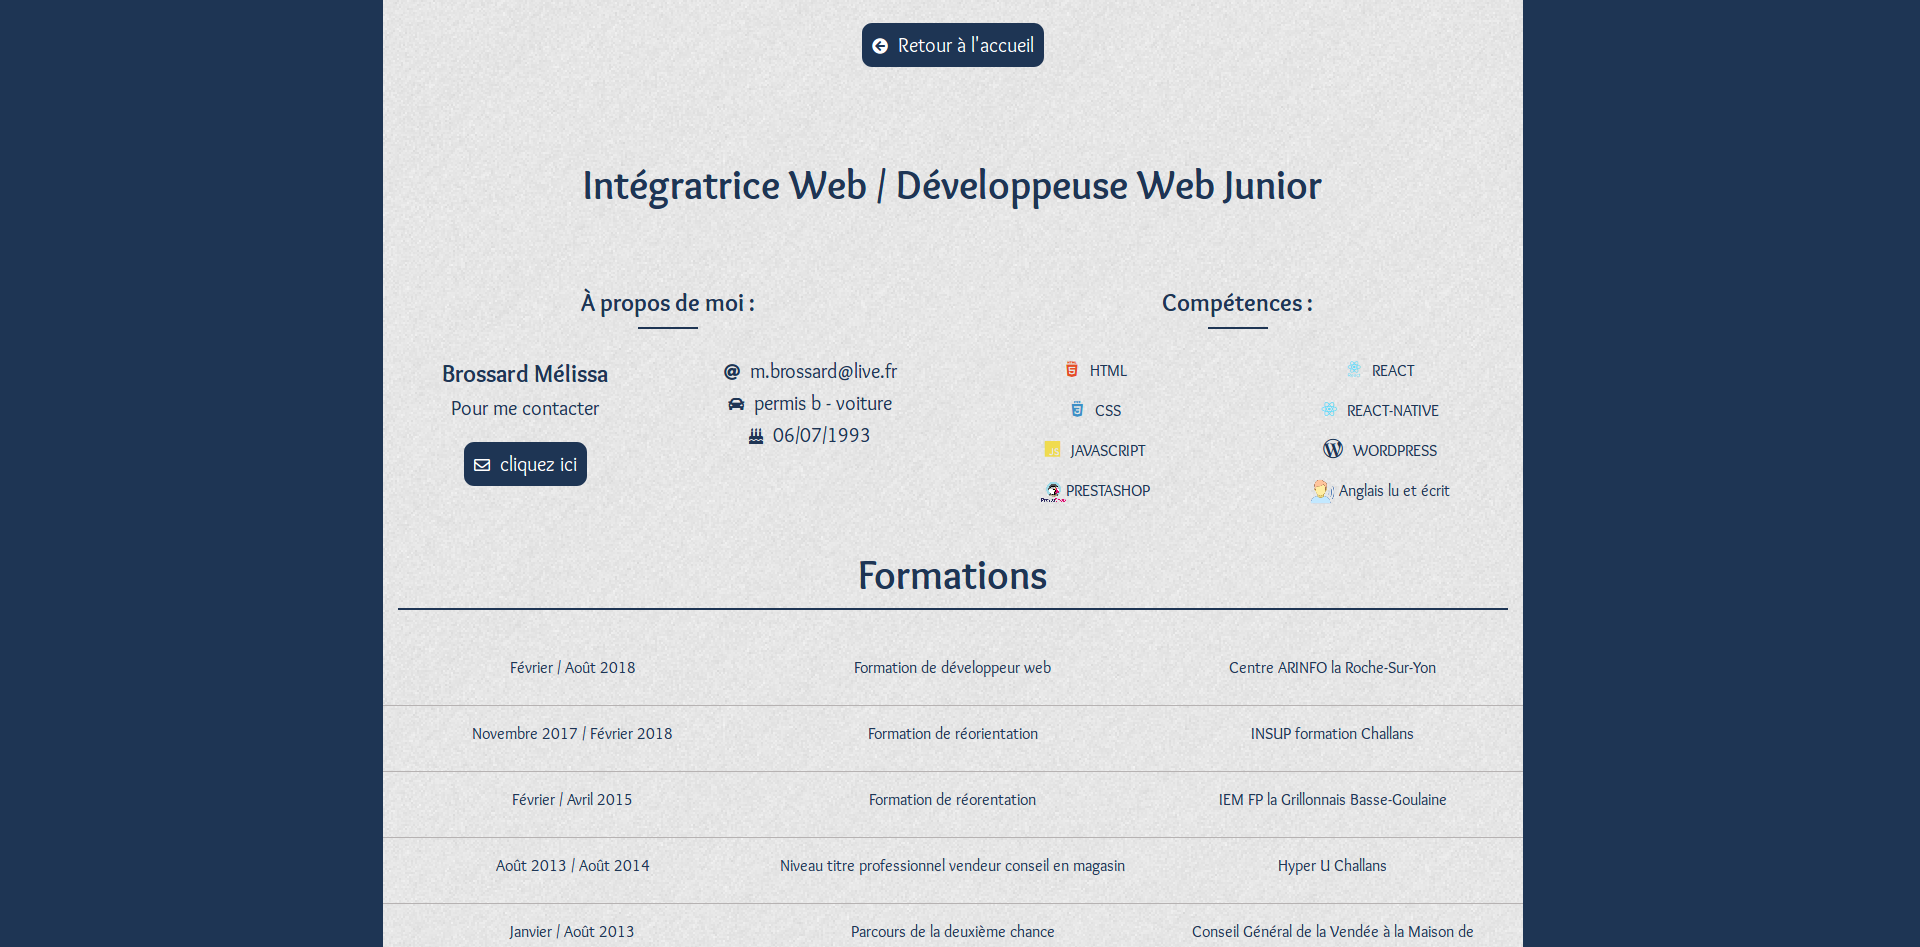 Retour à l'accueil
Intégratrice Web / Développeuse Web Junior
À propos de moi :
Brossard Mélissa
Pour me contacter
cliquez ici
m.brossard@live.fr
permis b - voiture
06/07/1993
Compétences :
HTML
CSS
JAVASCRIPT
PRESTASHOP
REACT
REACT-NATIVE
WORDPRESS
Anglais lu et écrit
Formations
Février / Août 2018 Formation de développeur web Centre ARINFO la Roche-Sur-Yon
Novembre 2017 / Février 2018 Formation de réorientation INSUP formation Challans
Février / Avril 2015 Formation de réorentation IEM FP la Grillonnais Basse-Goulaine
Août 2013 / Août 2014 Niveau titre professionnel vendeur conseil en magasin Hyper U Challans
Janvier / Août 2013 Parcours de la deuxième chance Conseil Général de la Vendée à la Maison de